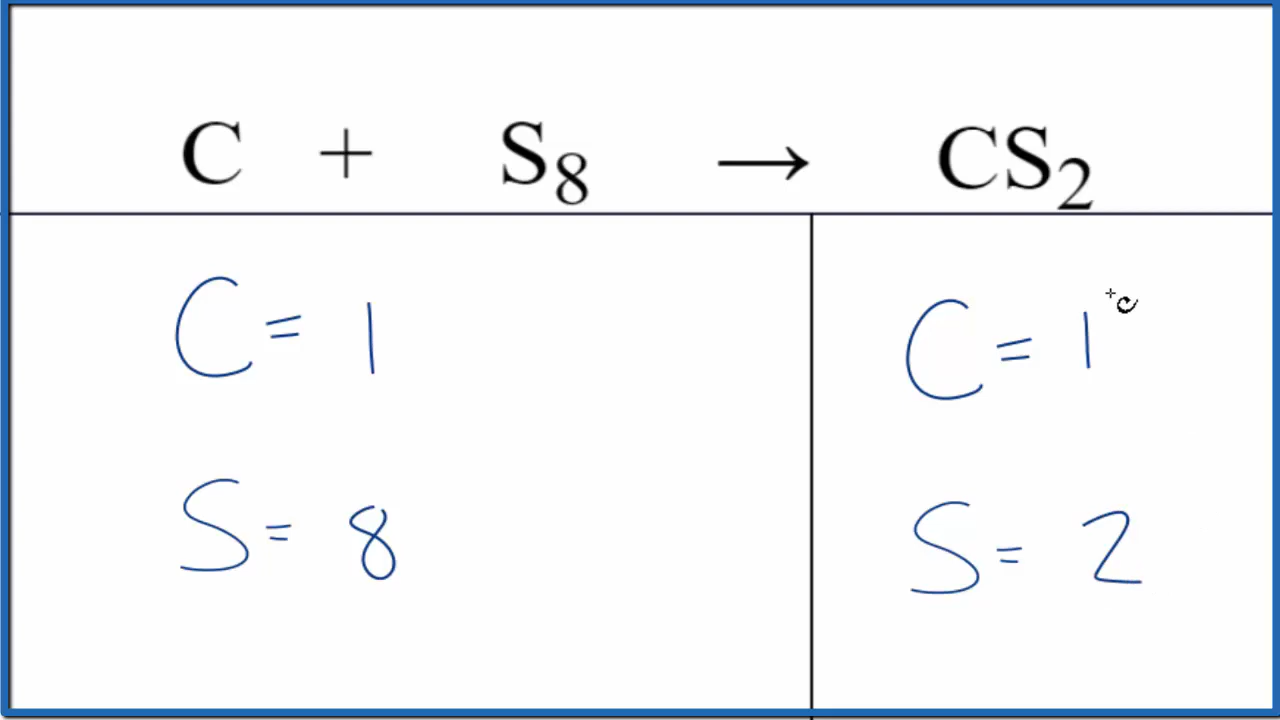 C + S₈ → CS₂
C = 1
S = 8
C = 1
S = 2